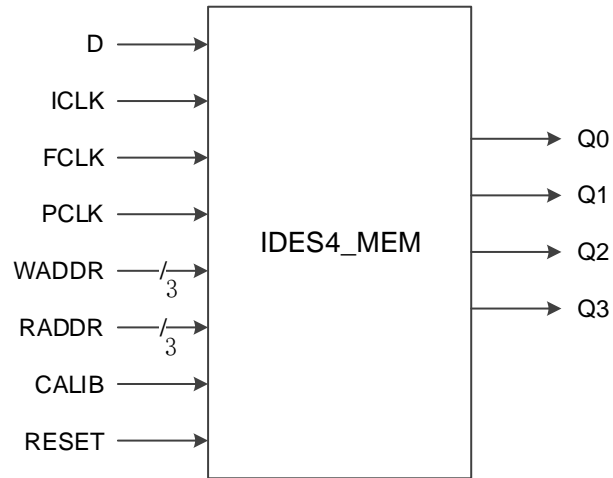 D
ICLK
FCLK
PCLK
WADDR
3
RADDR
3
CALIB
RESET
IDES4_MEM
Q0
Q1
Q2
Q3